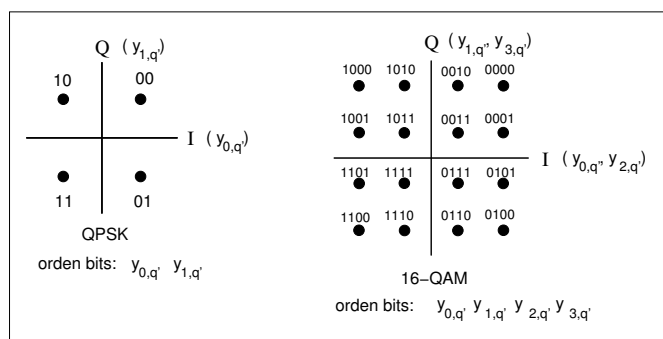 Q ( y1,q')
10 00
I ( y0,q')
11 01
QPSK
orden bits: y0,q' y1,q'
Q ( y1,q', y3,q')
1000 1010 0010 0000
1001 1011 0011 0001
I ( y0,q', y2,q')
1101 1111 0111 0101
1100 1110 0110 0100
16−QAM
orden bits: y0,q' y1,q' y2,q' y3,q'